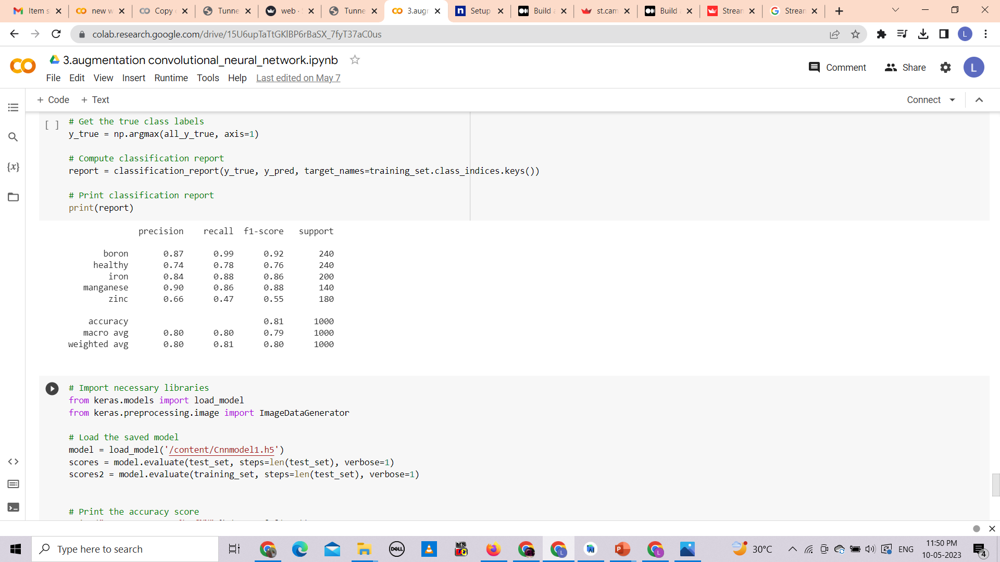 Item s
new w
Copy
Tunne
web
Tunne
3.augr
Setup
Build
st.cam
Build
Strean
Strean
colab.research.google.com/drive/15U6upTaTtGKlBP6rBaSX_7fyT37aC0us
L
3.augmentation convolutional_neural_network.ipynb
File Edit View Insert Runtime Tools Help Last edited on May 7
Comment Share L
+ Code + Text
Connect
[ ] # Get the true class labels
y_true = np.argmax(all_y_true, axis=1)
# Compute classification report
report = classification_report(y_true, y_pred, target_names=training_set.class_indices.keys())
# Print classification report
print(report)
precision recall f1-score support
boron 0.87 0.99 0.92 240
healthy 0.74 0.78 0.76 240
iron 0.84 0.88 0.86 200
manganese 0.90 0.86 0.88 140
zinc 0.66 0.47 0.55 180
accuracy 0.81 1000
macro avg 0.80 0.80 0.79 1000
weighted avg 0.80 0.81 0.80 1000
# Import necessary libraries
from keras.models import load_model
from keras.preprocessing.image import ImageDataGenerator
# Load the saved model
model = load_model('/content/Cnnmodel1.h5')
scores = model.evaluate(test_set, steps=len(test_set), verbose=1)
scores2 = model.evaluate(training_set, steps=len(test_set), verbose=1)
# Print the accuracy score
Type here to search
DELL
30°C
ENG
11:50 PM
10-05-2023
4